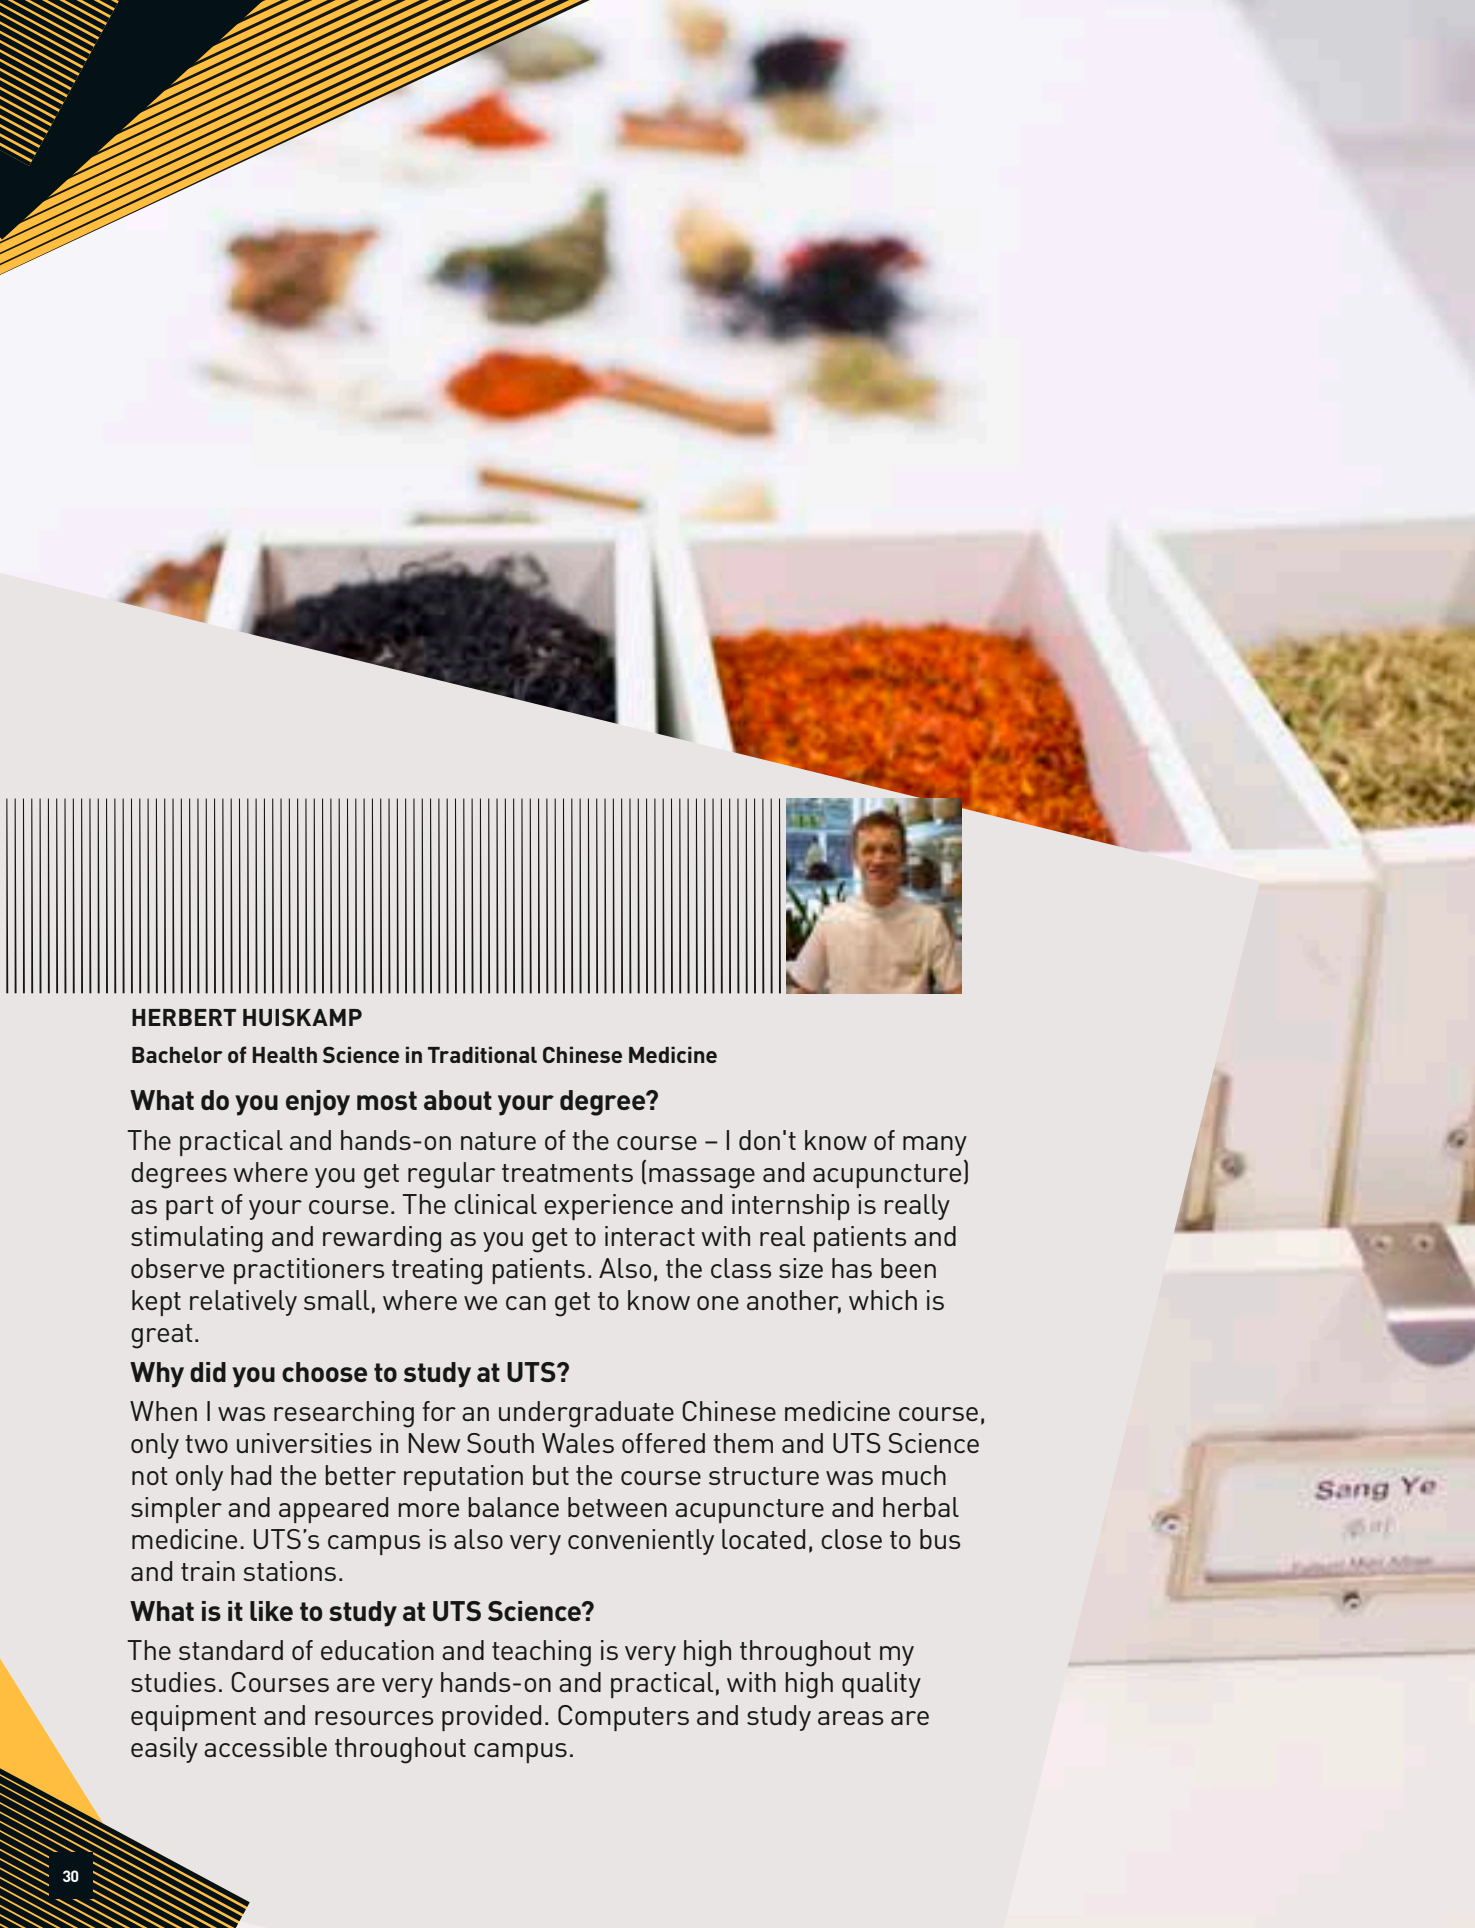 HERBERT HUISKAMP
Bachelor of Health Science in Traditional Chinese Medicine
What do you enjoy most about your degree?
The practical and hands-on nature of the course – I don't know of many
degrees where you get regular treatments (massage and acupuncture)
as part of your course. The clinical experience and internship is really
stimulating and rewarding as you get to interact with real patients and
observe practitioners treating patients. Also, the class size has been
kept relatively small, where we can get to know one another, which is
great.
Why did you choose to study at UTS?
When I was researching for an undergraduate Chinese medicine course,
only two universities in New South Wales offered them and UTS Science
not only had the better reputation but the course structure was much
simpler and appeared more balance between acupuncture and herbal
medicine. UTS’s campus is also very conveniently located, close to bus
and train stations.
What is it like to study at UTS Science?
The standard of education and teaching is very high throughout my
studies. Courses are very hands-on and practical, with high quality
equipment and resources provided. Computers and study areas are
easily accessible throughout campus.
Sang Ye
30